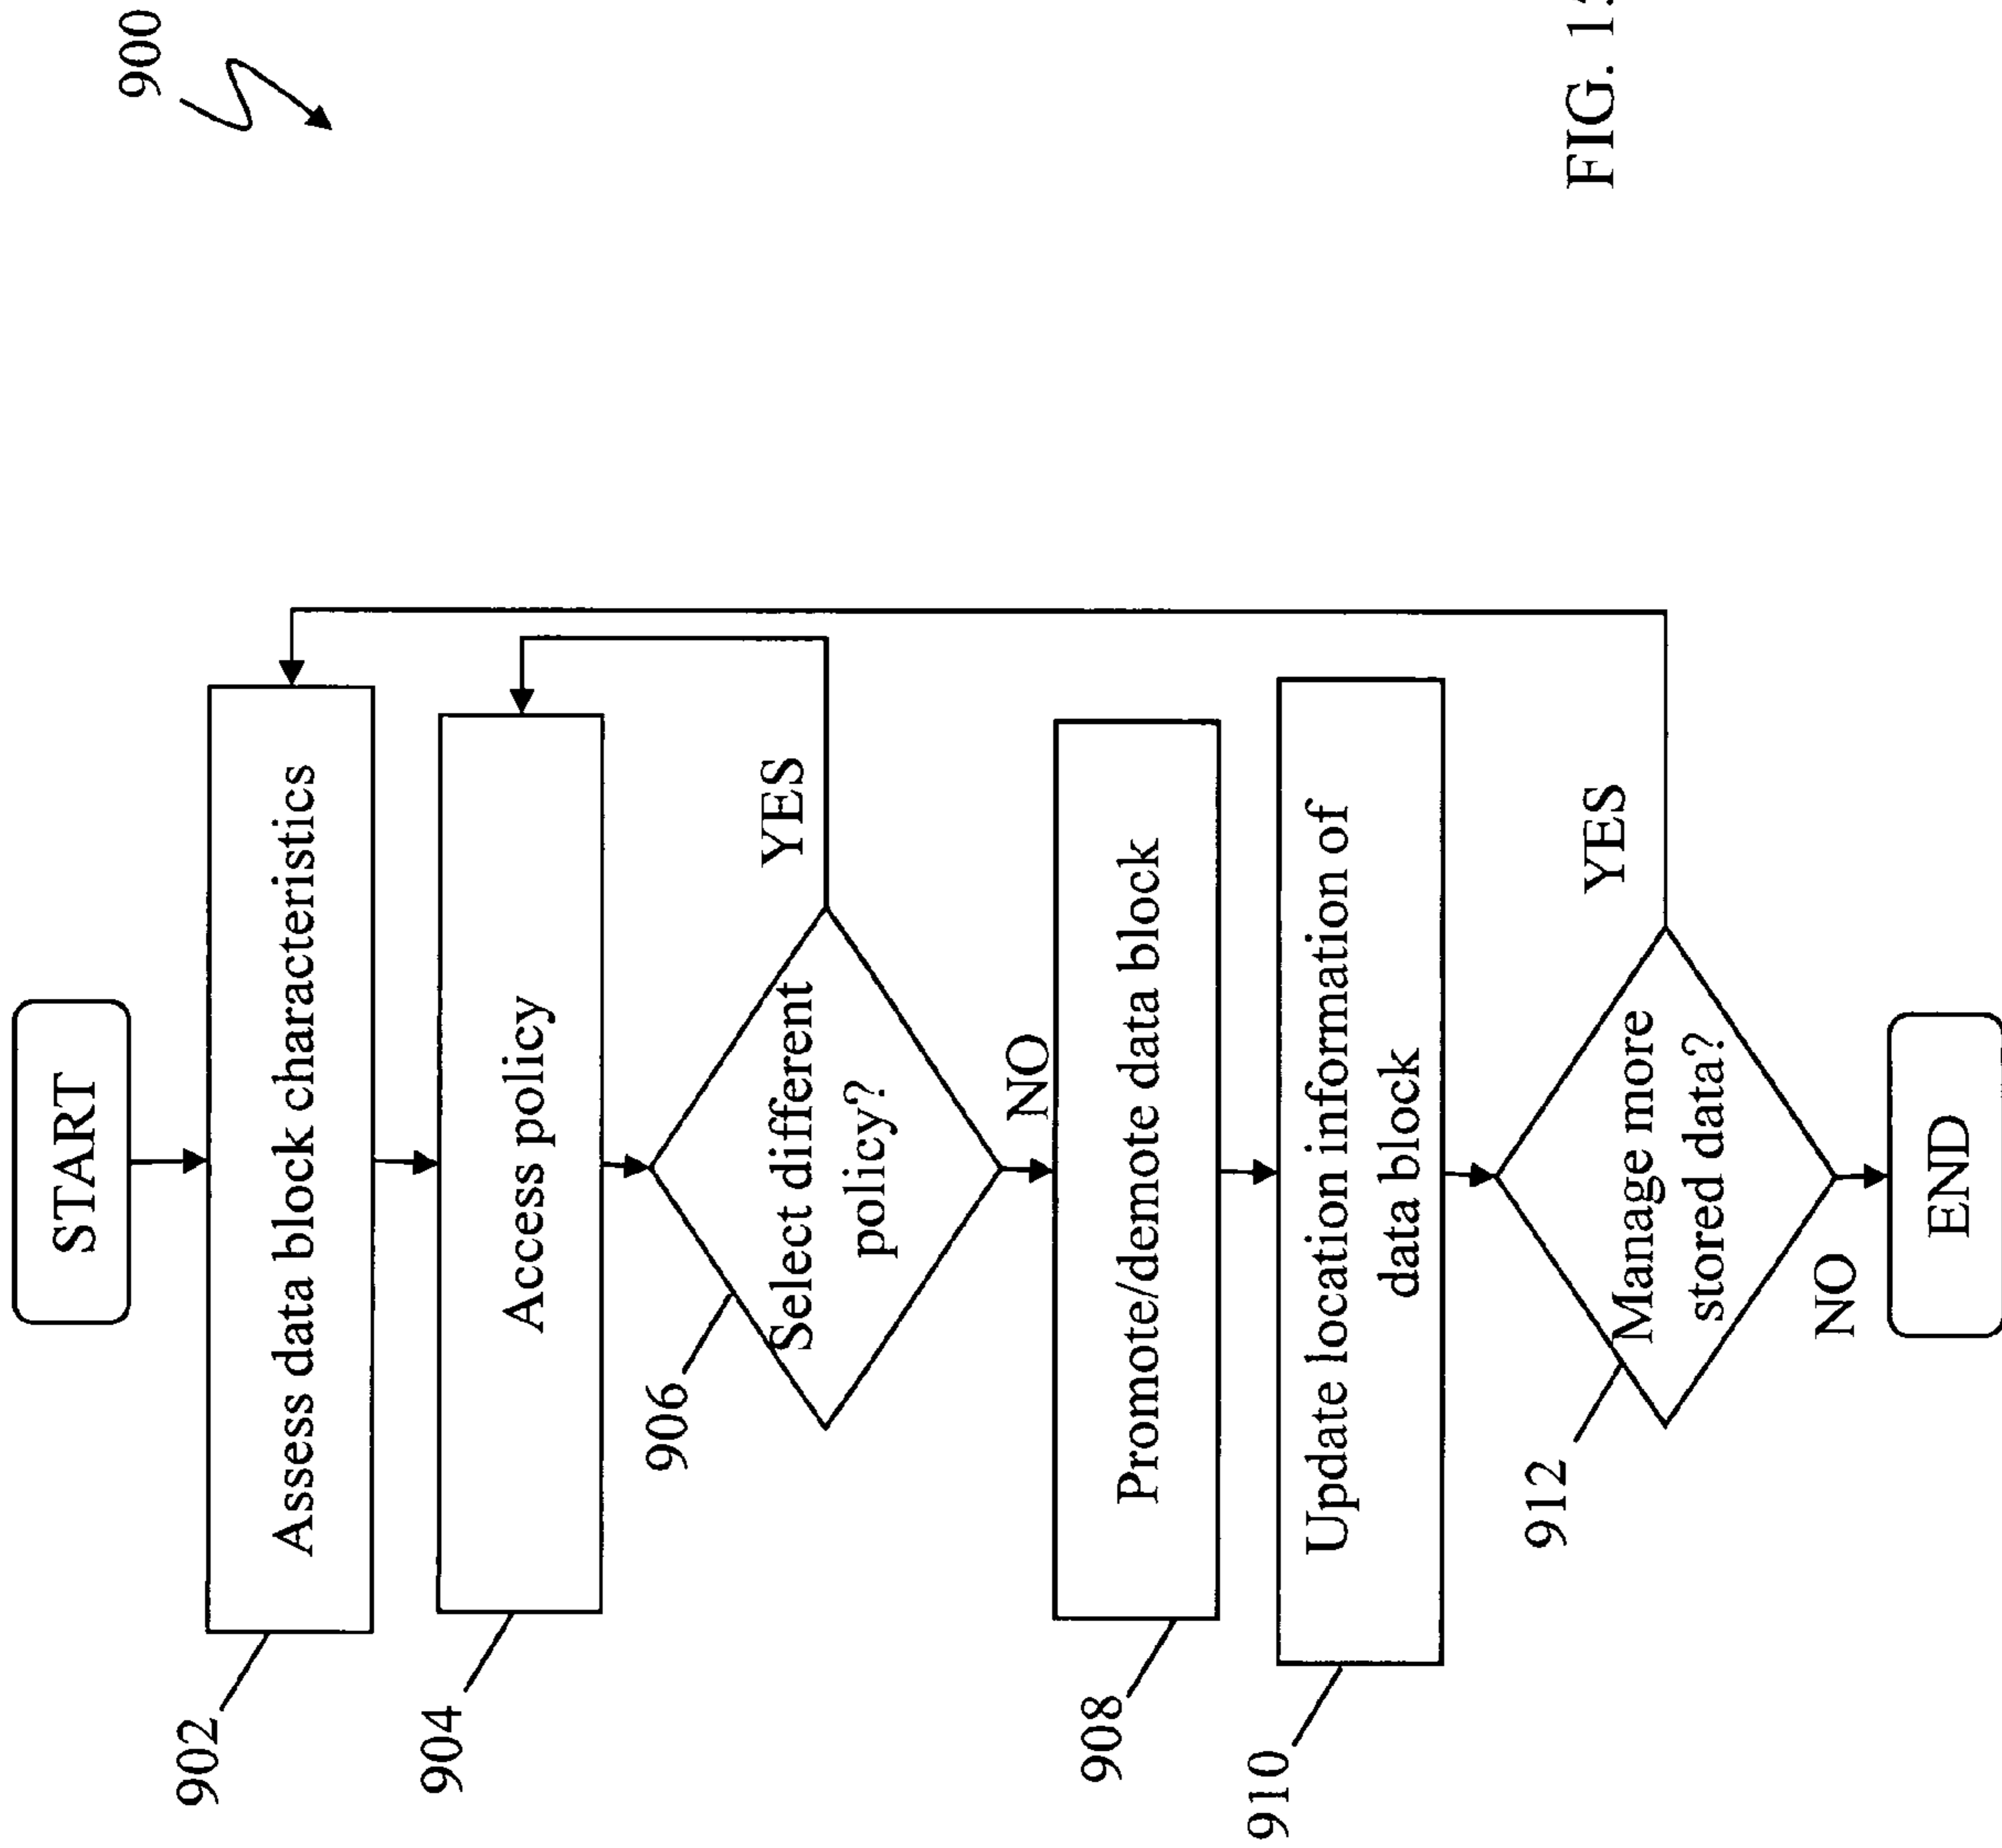 900
START
902
Assess data block characteristics
904
Access policy
906
Select different
policy?
YES
NO
908
Promote/demote data block
910
Update location information of
data block
912
Manage more
stored data?
YES
NO
END
FIG.